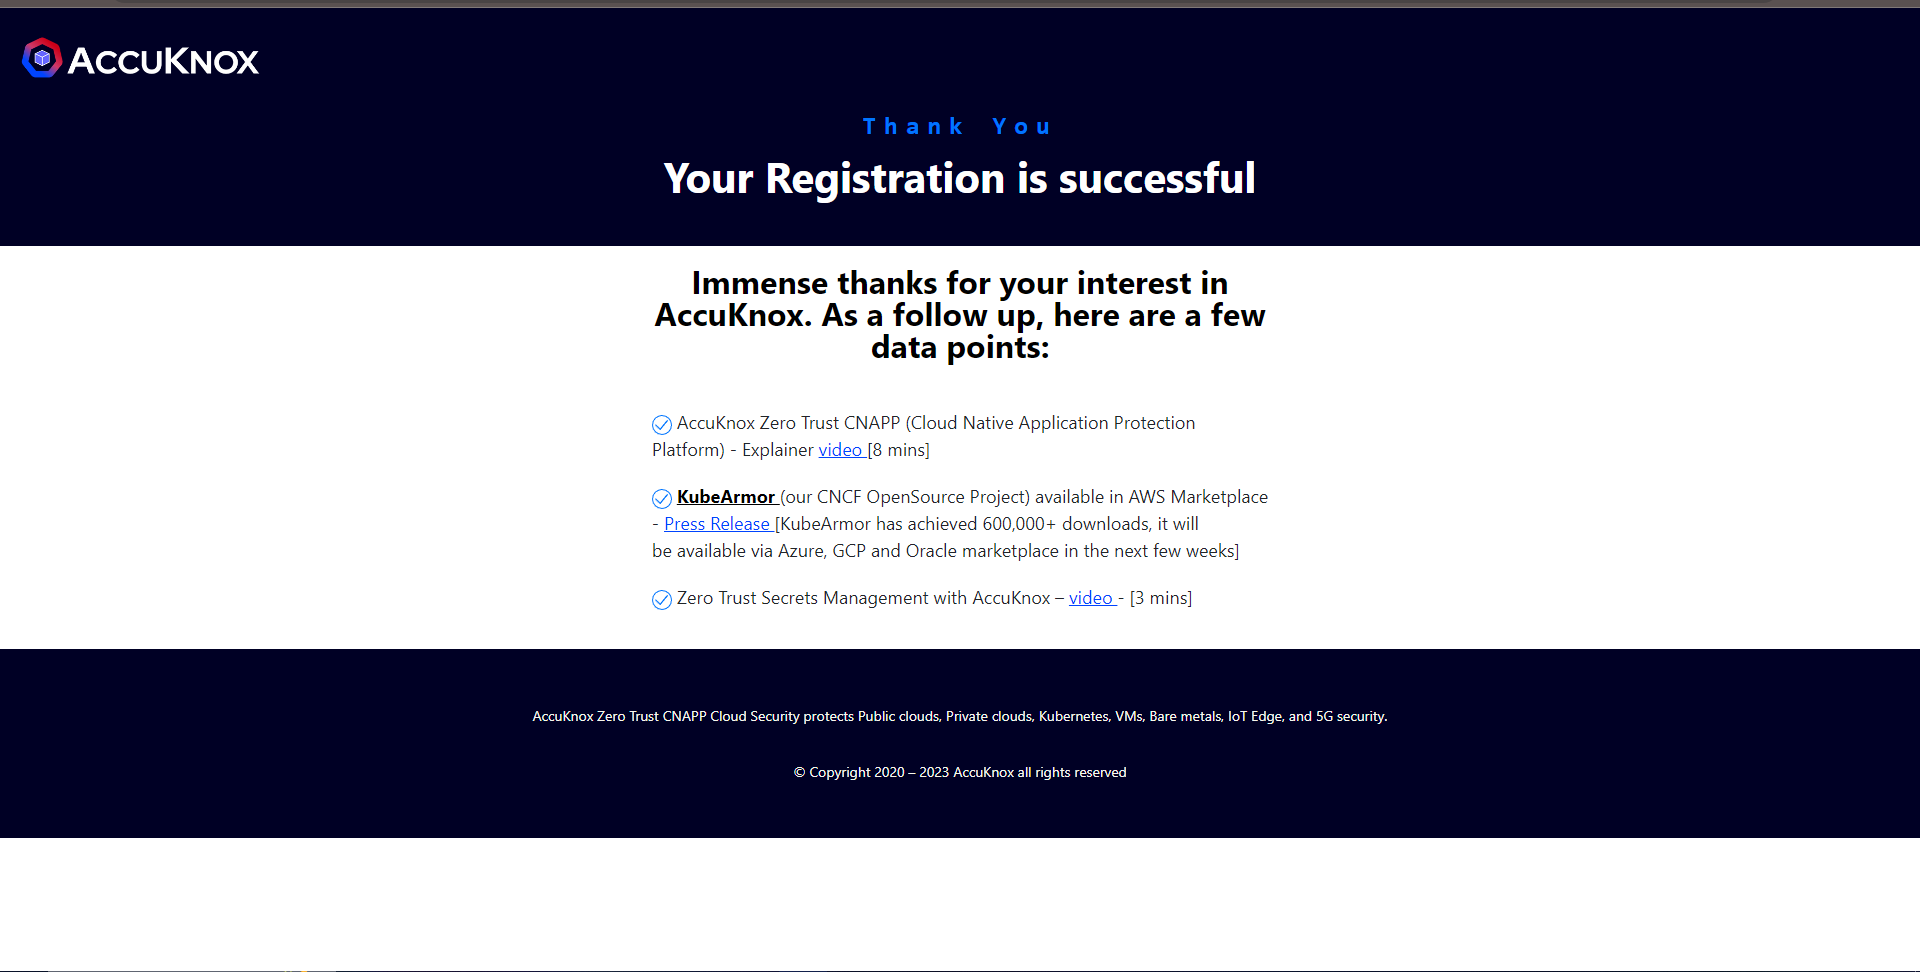 ACCUKNOX
Thank You
Your Registration is successful
Immense thanks for your interest in
AccuKnox. As a follow up, here are a few
data points:
AccuKnox Zero Trust CNAPP (Cloud Native Application Protection
Platform) - Explainer video [8 mins]
KubeArmor (our CNCF OpenSource Project) available in AWS Marketplace
- Press Release [KubeArmor has achieved 600,000+ downloads, it will
be available via Azure, GCP and Oracle marketplace in the next few weeks]
Zero Trust Secrets Management with AccuKnox – video - [3 mins]
AccuKnox Zero Trust CNAPP Cloud Security protects Public clouds, Private clouds, Kubernetes, VMs, Bare metals, IoT Edge, and 5G security.
© Copyright 2020 – 2023 AccuKnox all rights reserved